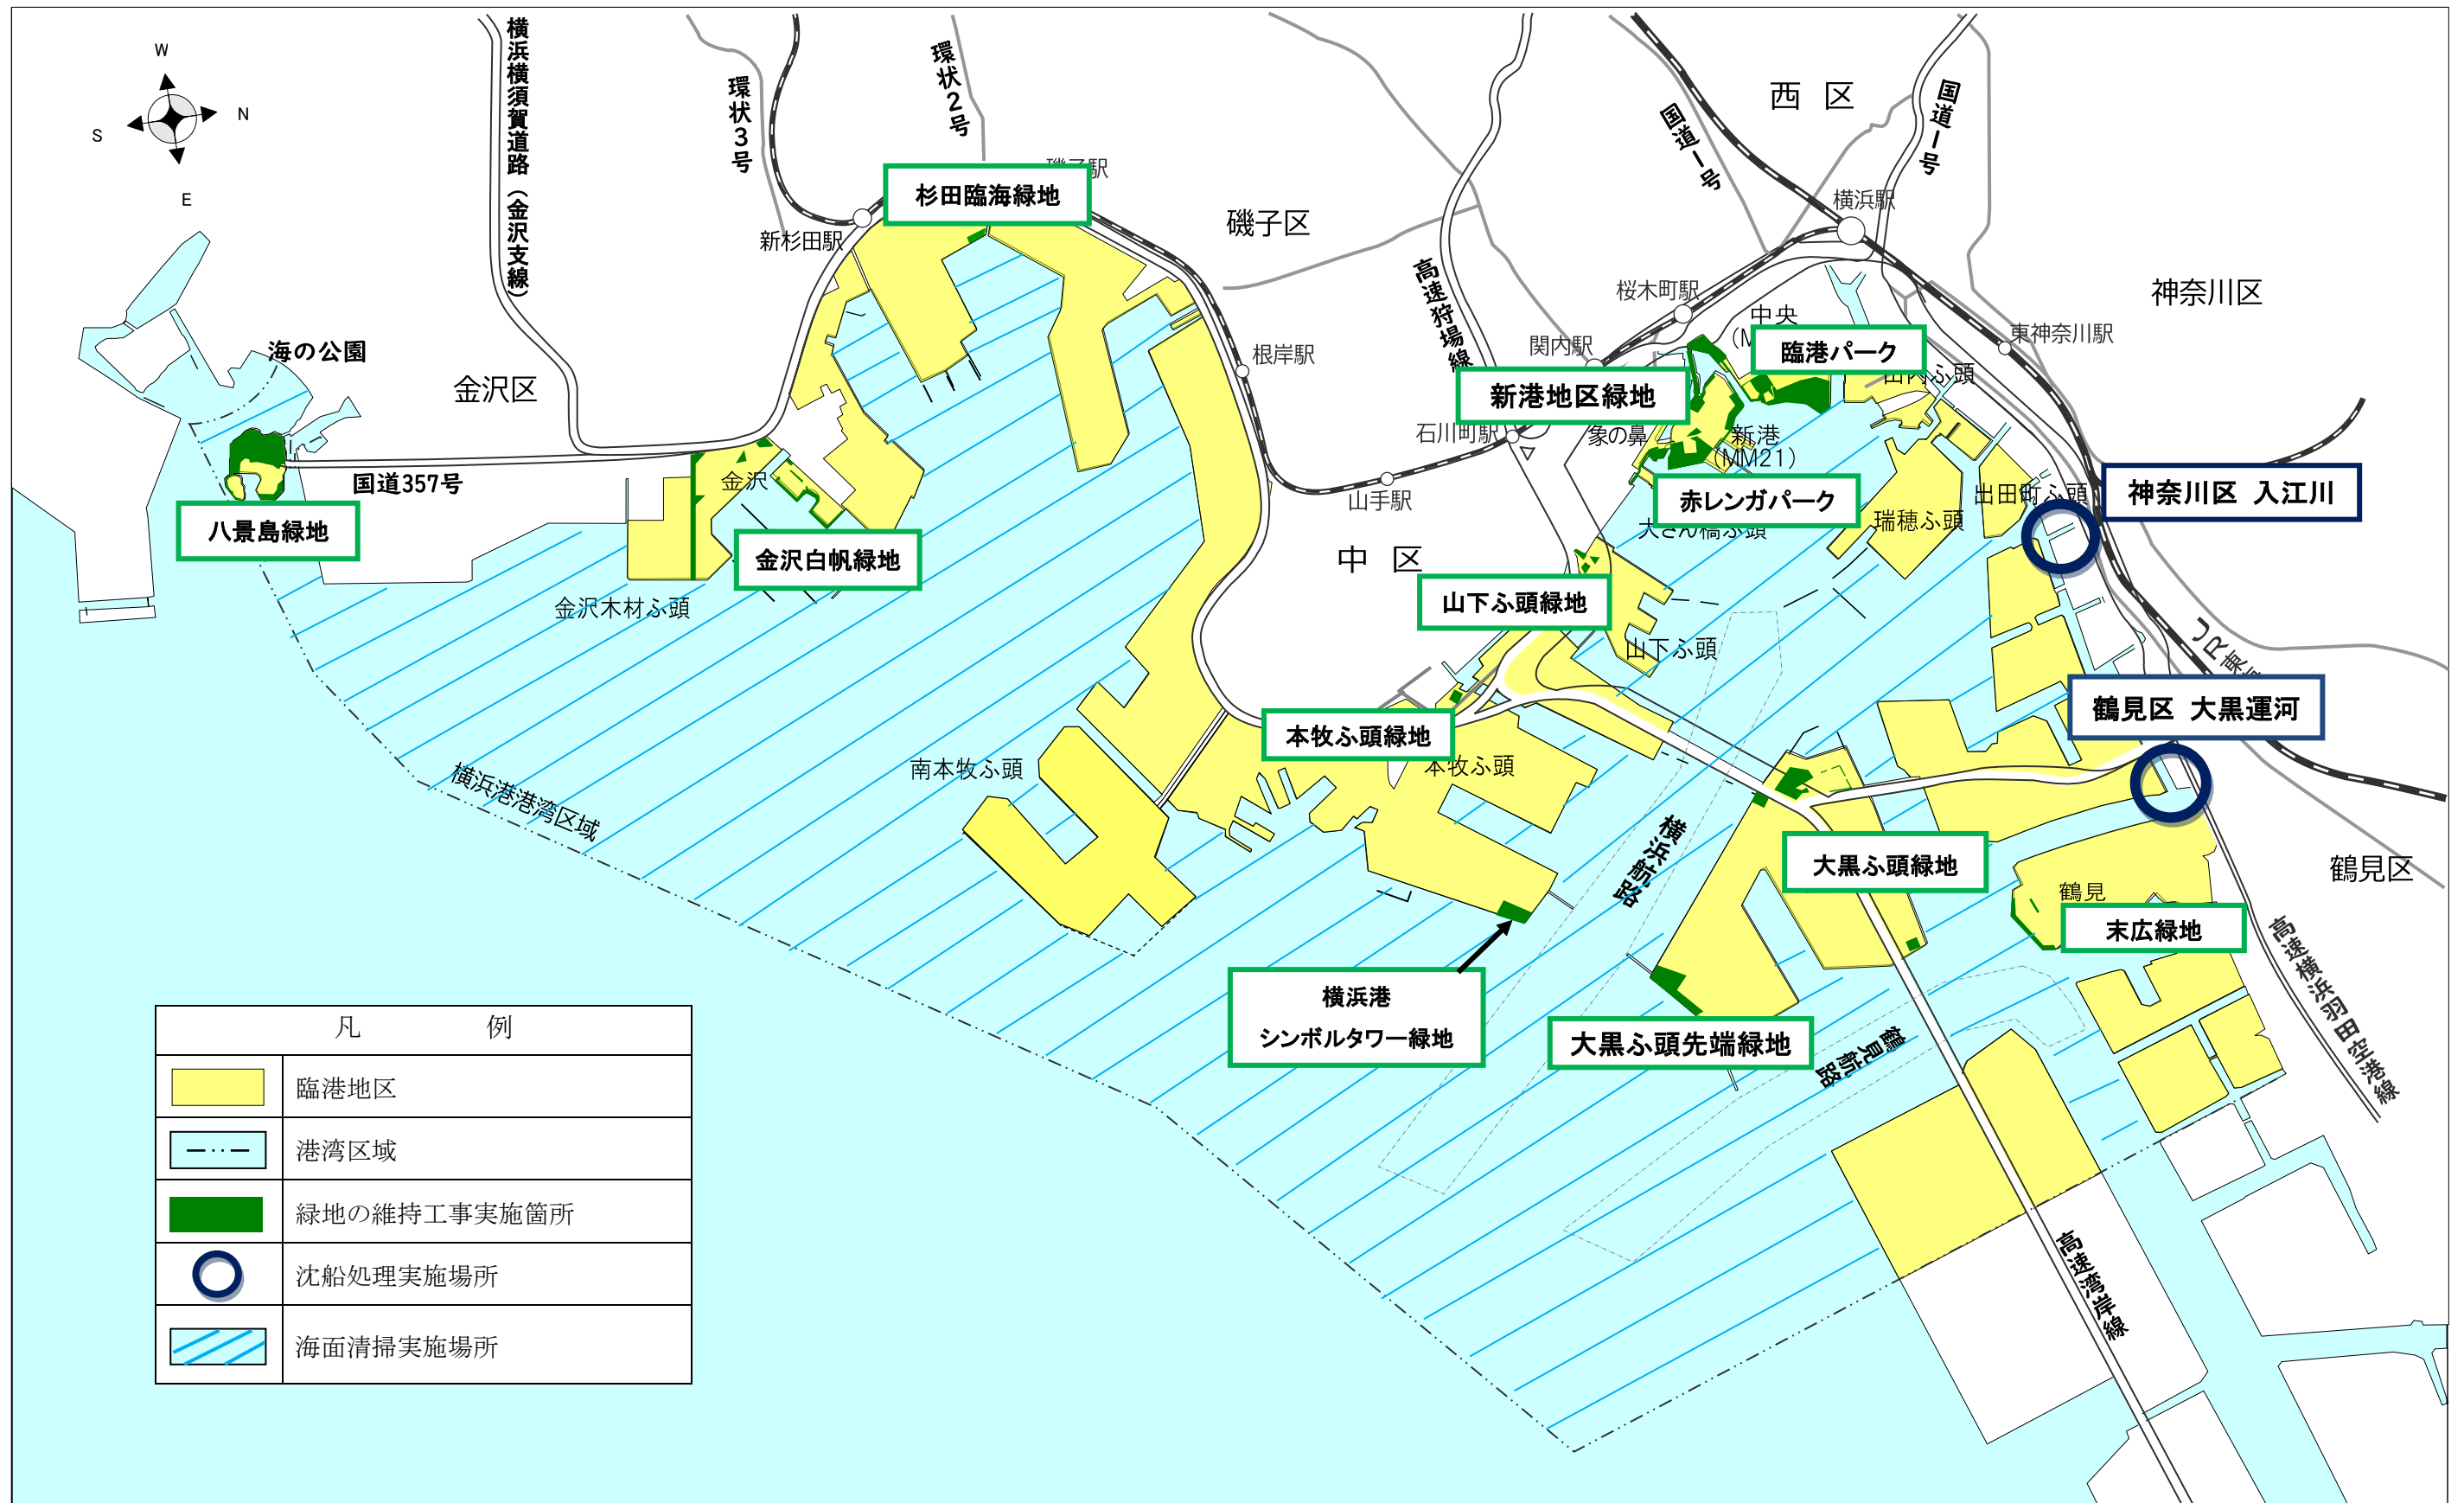 W
N
S
E
横浜横須賀道路（金沢支線）
環状3号
環状2号
磯子駅
杉田臨海緑地
新杉田駅
磯子区
国道1号
西 区
国道1号
横浜駅
神奈川区
桜木町駅
中央
東神奈川駅
臨港パーク
関内駅
高速狩場線
根岸駅
山内ふ頭
新港地区緑地
海の公園
金沢区
石川町駅
象の鼻
新港
(MM21)
国道357号
金沢
山手駅
赤レンガパーク
出田町ふ頭
神奈川区 入江川
瑞穂ふ頭
大さん橋ふ頭
八景島緑地
金沢白帆緑地
中 区
金沢木材ふ頭
山下ふ頭緑地
山下ふ頭
JR東
鶴見区 大黒運河
本牧ふ頭緑地
本牧ふ頭
南本牧ふ頭
横浜港港湾区域
横浜航路
大黒ふ頭緑地
鶴見区
鶴見
末広緑地
高速横浜羽田空港線
横浜港
シンボルタワー緑地
大黒ふ頭先端緑地
鶴見航路
高速湾岸線
凡 例
臨港地区
港湾区域
緑地の維持工事実施箇所
沈船処理実施場所
海面清掃実施場所